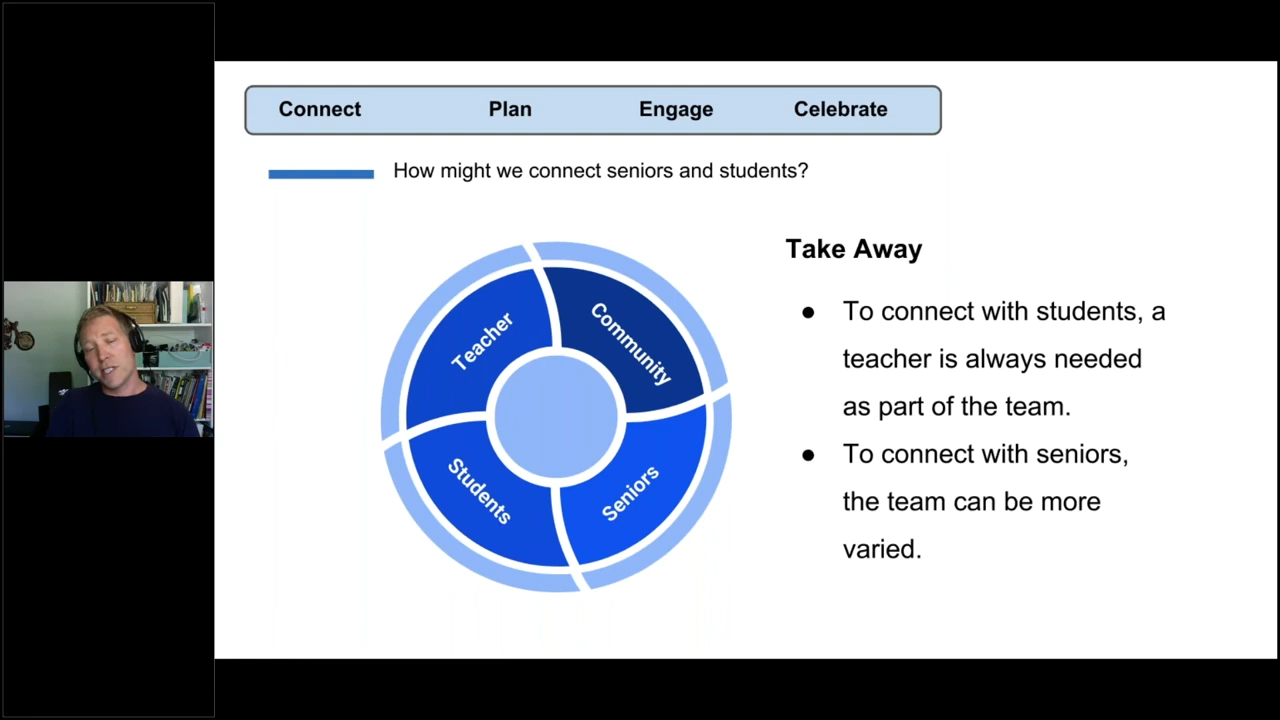 Connect Plan Engage Celebrate
How might we connect seniors and students?
Teacher
Community
Students
Seniors
Take Away
● To connect with students, a
teacher is always needed
as part of the team.
● To connect with seniors,
the team can be more
varied.